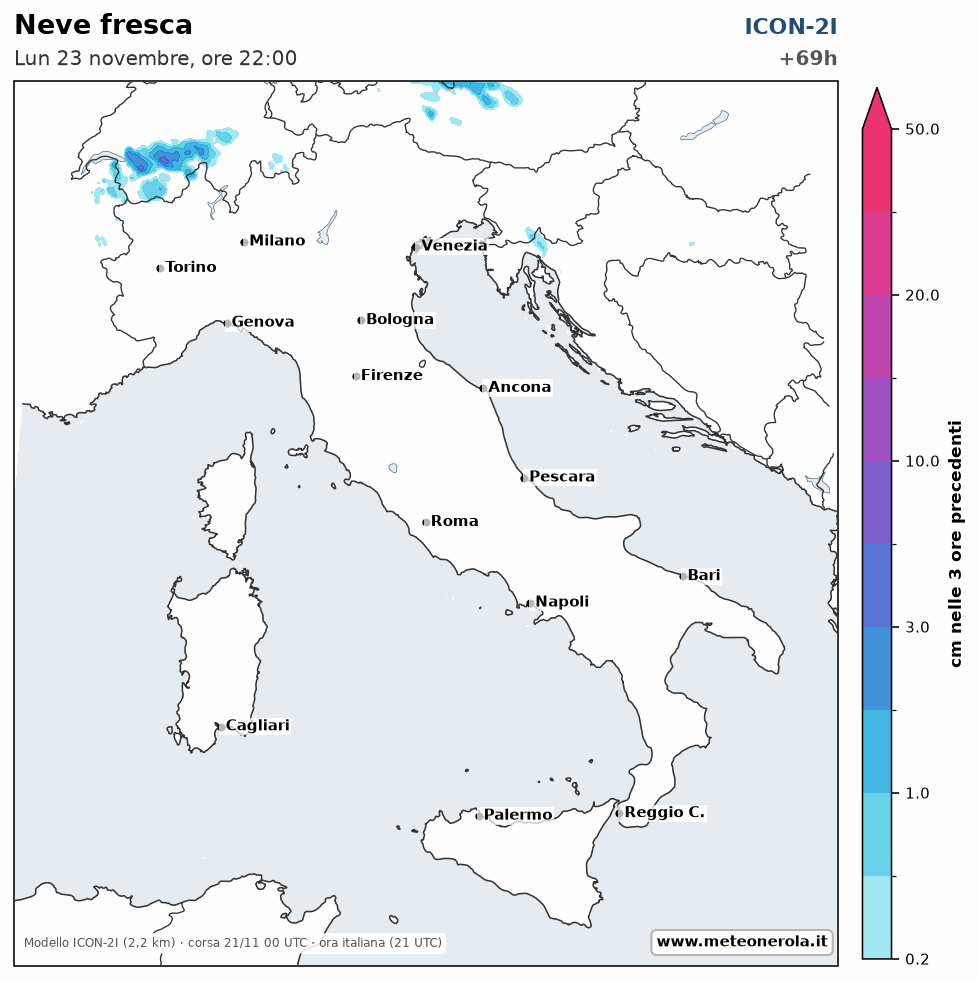 Neve fresca
ICON-2I
Lun 23 novembre, ore 22:00
+69h
50.0
20.0
10.0
3.0
1.0
0.2
cm nelle 3 ore precedenti
Milano
Venezia
Torino
Genova
Bologna
Firenze
Ancona
Pescara
Roma
Bari
Napoli
Cagliari
Palermo
Reggio C.
Modello ICON-2I (2,2 km) · corsa 21/11 00 UTC · ora italiana (21 UTC)
www.meteonerola.it